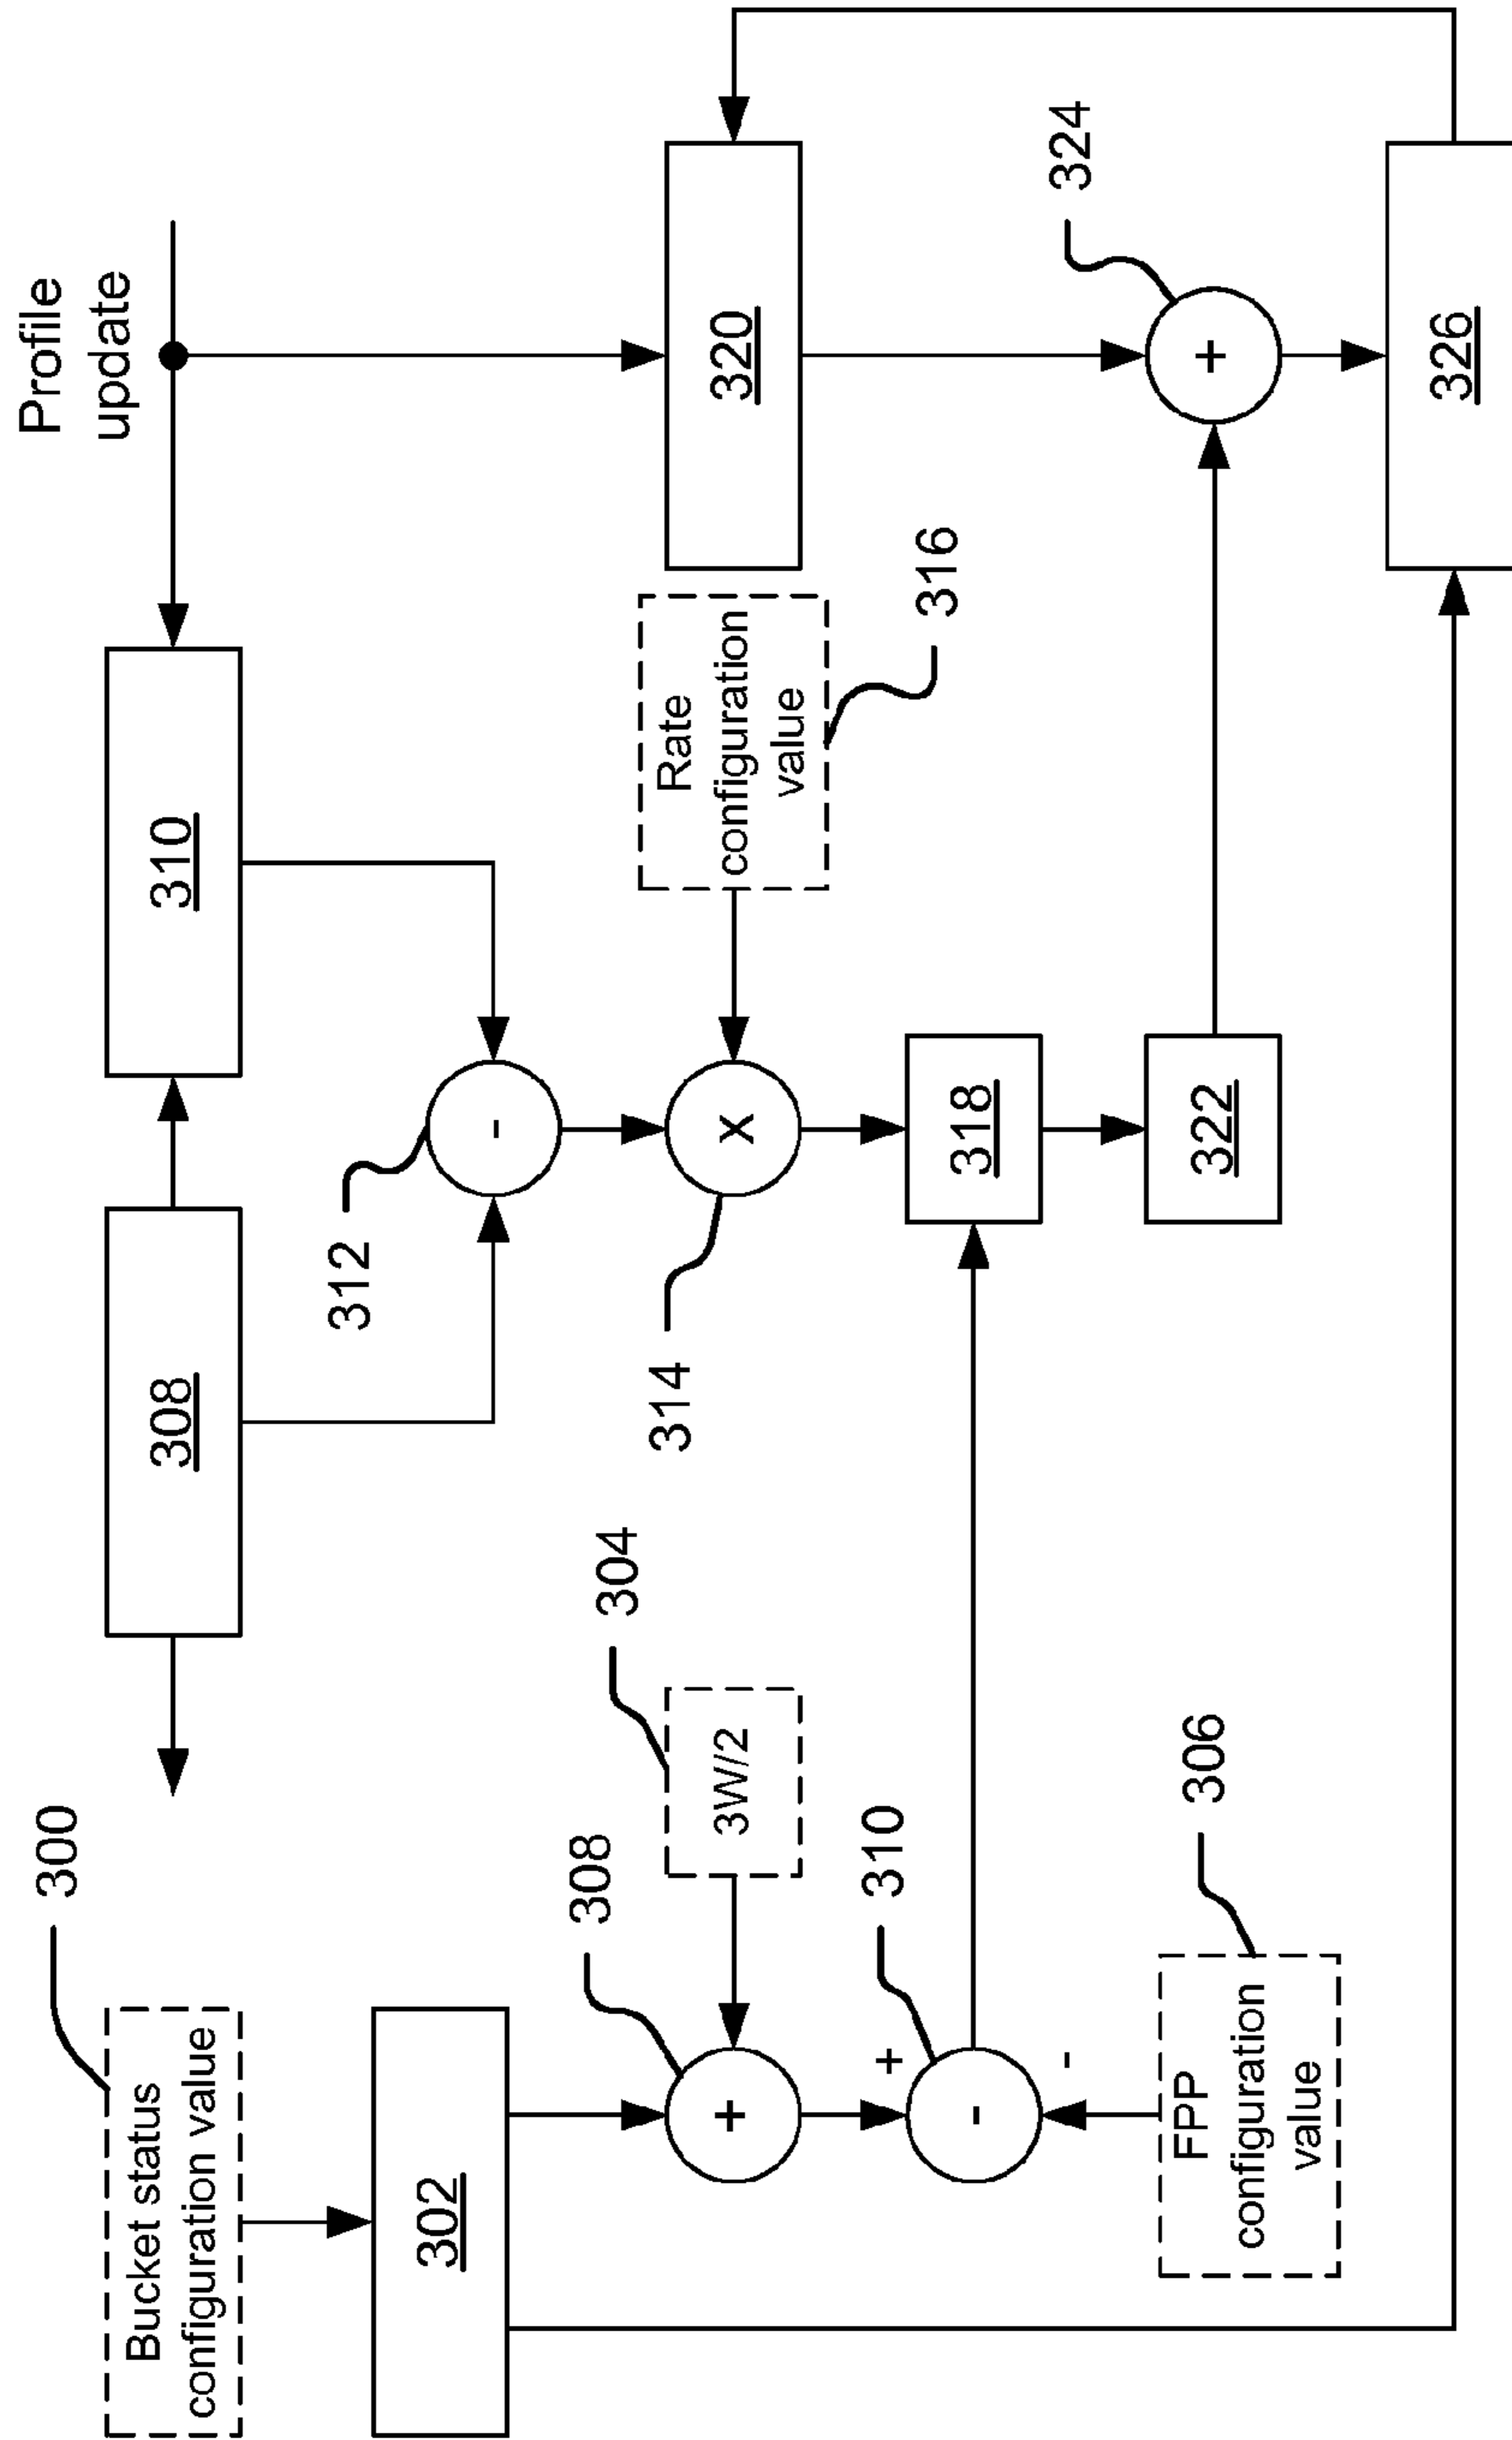 Bucket status
configuration value
300
302
308
+
3W/2
304
310
+
-
-
FPP
configuration
value
306
308
310
312
-
314
x
Rate
configuration
value
316
318
322
Profile
update
320
324
+
326